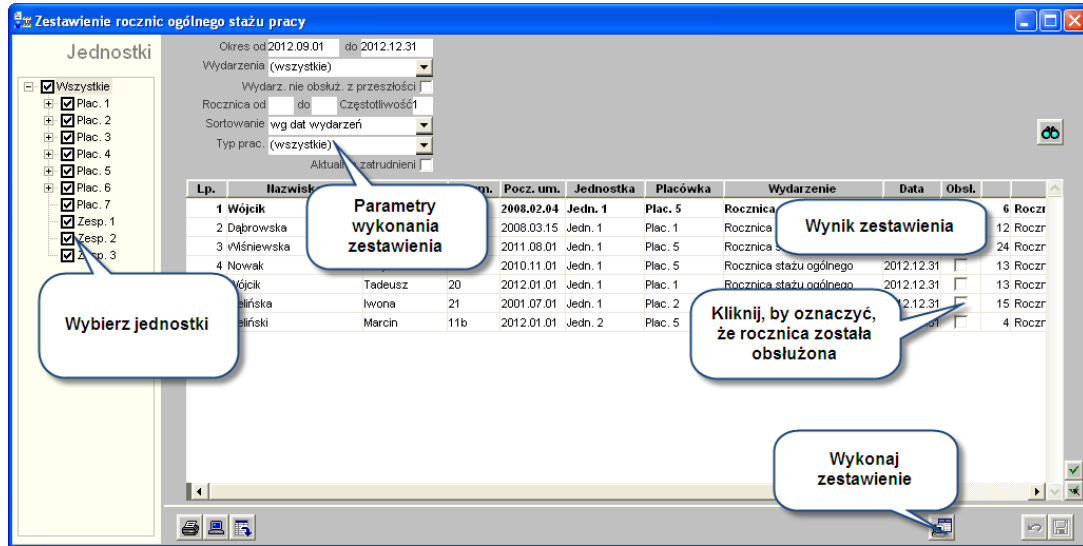 Zestawienie rocznic ogólnego stażu pracy
Jednostki
Wszystkie
Plac. 1
Plac. 2
Plac. 3
Plac. 4
Plac. 5
Plac. 6
Plac. 7
Zesp. 1
Zesp. 2
Zesp. 3
Okres od 2012.09.01 do 2012.12.31
Wydarzenia (wszystkie)
Wydarz. nie obsłuż. z przeszłości
Rocznica od do Częstotliwość 1
Sortowanie wg dat wydarzeń
Typ prac. (wszystkie)
zatrudnieni
Lp. Pocz. um. Jednostka Placówka Wydarzenie Data Obsł.
1 Wójcik 2008.02.04 Jedn. 1 Plac. 5 Rocznica 6 Roczn
2 Dąbrowska 2008.03.15 Jedn. 1 Plac. 1 Rocznica 12 Roczn
3 Wiśniewska 2011.08.01 Jedn. 1 Plac. 5 Rocznica 24 Roczn
4 Nowak 2010.11.01 Jedn. 1 Plac. 5 Rocznica stażu ogólnego 2012.12.31 13 Roczn
Wójcik Tadeusz 20 2012.01.01 Jedn. 1 Plac. 1 Rocznica stażu ogólnego 2012.12.31 13 Roczn
Iwona 21 2001.07.01 Jedn. 1 Plac. 2 15 Roczn
Marcin 11b 2012.01.01 Jedn. 2 Plac. 5 4 Roczn
Parametry
wykonania
zestawienia
Wynik zestawienia
Wybierz jednostki
Kliknij, by oznaczyć,
że rocznica została
obsłużona
Wykonaj
zestawienie